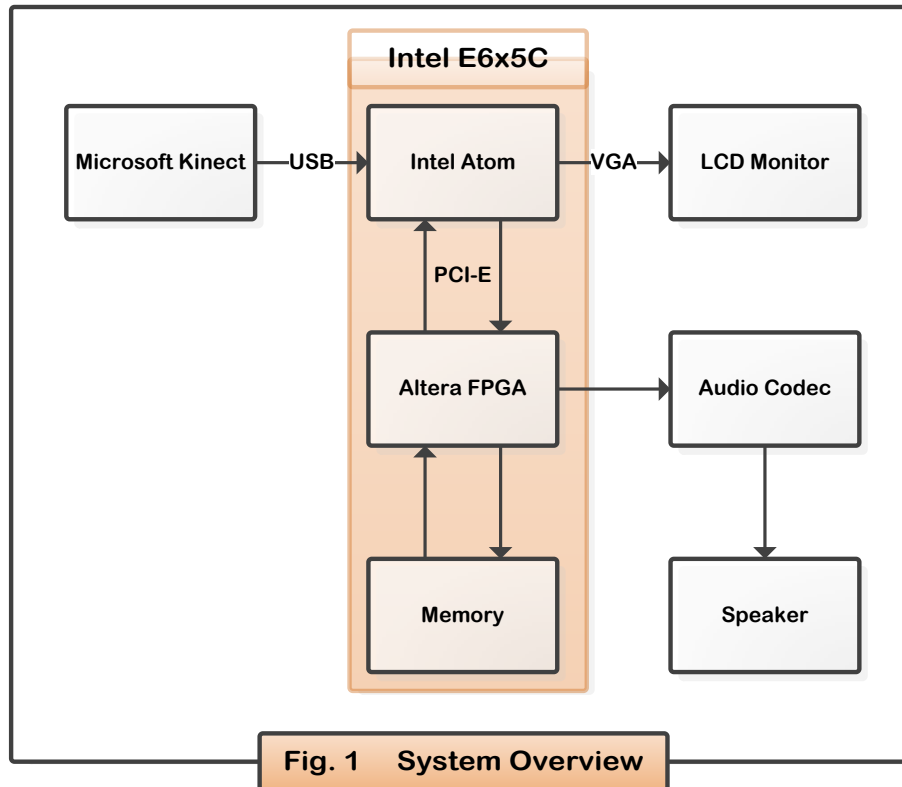 Intel E6x5C
Microsoft Kinect
USB
Intel Atom
VGA
LCD Monitor
PCI-E
Altera FPGA
Audio Codec
Memory
Speaker
Fig. 1 System Overview